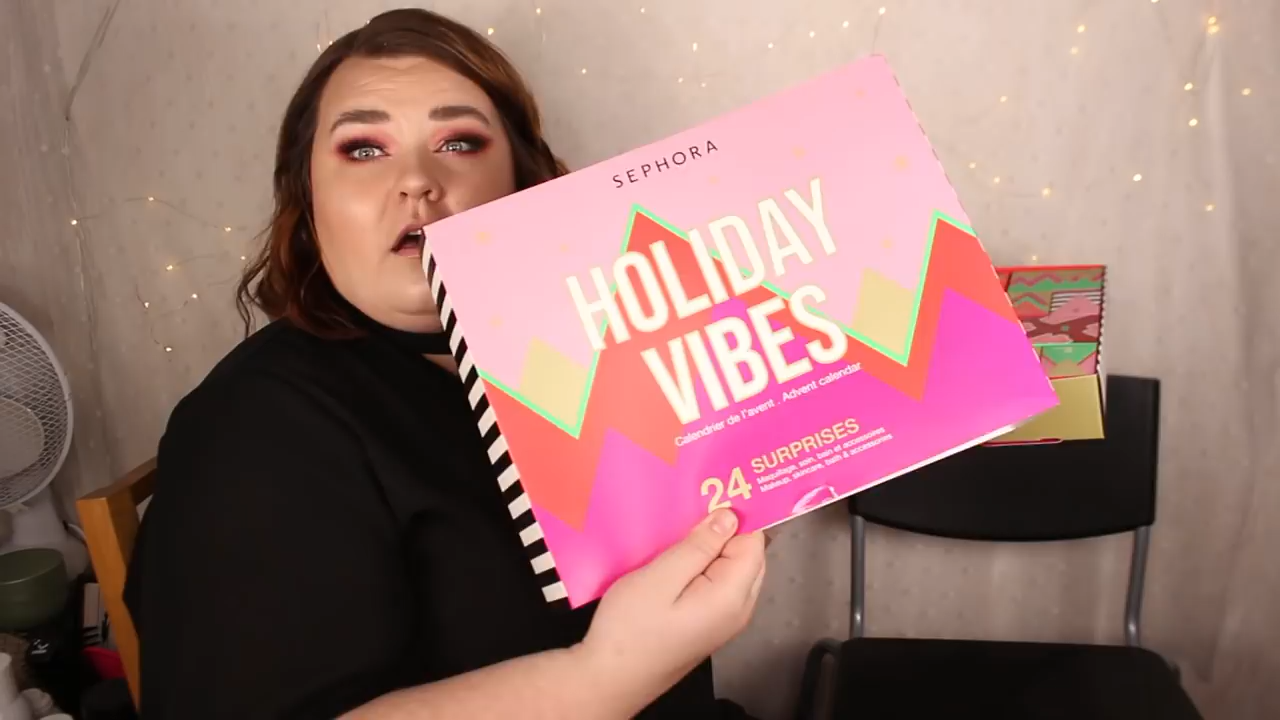 SEPHORA
HOLIDAY
VIBES
Calendrier de l'avent . Advent calendar
24 SURPRISES
Maquillage, soin, bain et accessoires
Makeup, skincare, bath & accessories